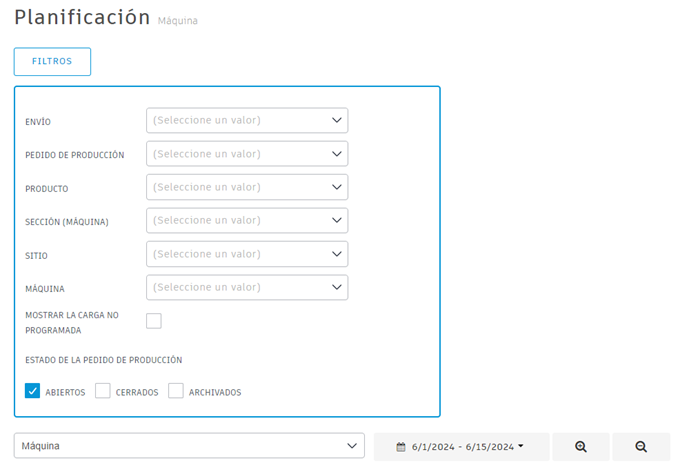 Planificación Máquina
FILTROS
ENVÍO (Seleccione un valor)
PEDIDO DE PRODUCCIÓN (Seleccione un valor)
PRODUCTO (Seleccione un valor)
SECCIÓN (MÁQUINA) (Seleccione un valor)
SITIO (Seleccione un valor)
MÁQUINA (Seleccione un valor)
MOSTRAR LA CARGA NO
PROGRAMADA
ESTADO DE LA PEDIDO DE PRODUCCIÓN
ABIERTOS CERRADOS ARCHIVADOS
Máquina 6/1/2024 - 6/15/2024